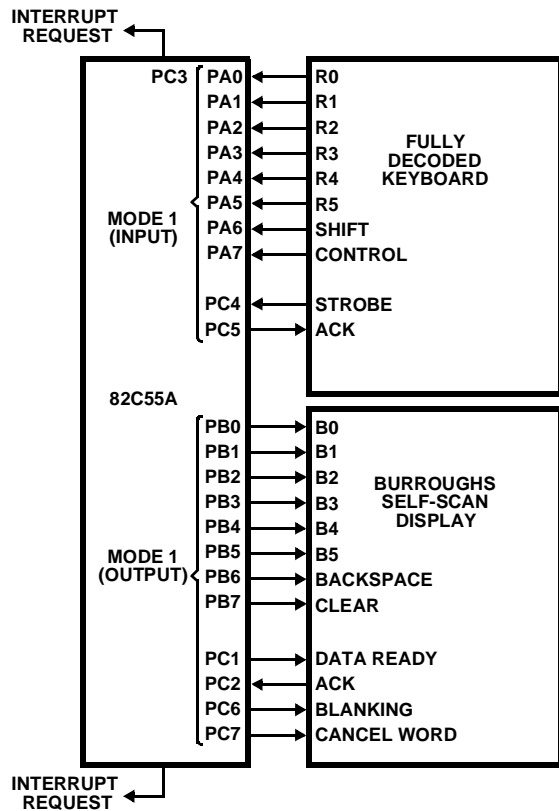 INTERRUPT
REQUEST
PC3 PA0 R0
PA1 R1
PA2 R2
PA3 R3
PA4 R4
PA5 R5
PA6 SHIFT
PA7 CONTROL
MODE 1
(INPUT)
FULLY
DECODED
KEYBOARD
PC4 STROBE
PC5 ACK
82C55A
PB0 B0
PB1 B1
PB2 B2
PB3 B3
PB4 B4
PB5 B5
PB6 BACKSPACE
PB7 CLEAR
MODE 1
(OUTPUT)
BURROUGHS
SELF-SCAN
DISPLAY
PC1 DATA READY
PC2 ACK
PC6 BLANKING
PC7 CANCEL WORD
INTERRUPT
REQUEST